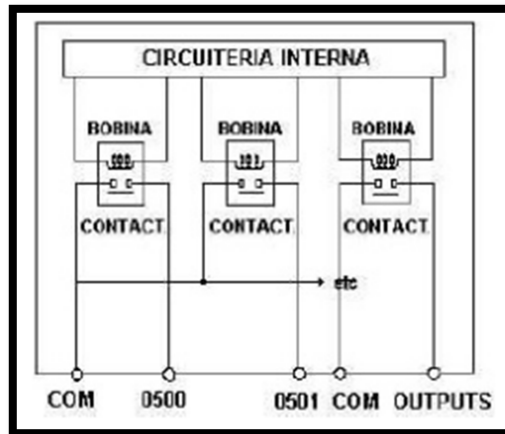 CIRCUITERIA INTERNA
BOBINA BOBINA BOBINA
CONTACT. CONTACT. CONTACT
etc
COM 0500 0501 COM OUTPUTS